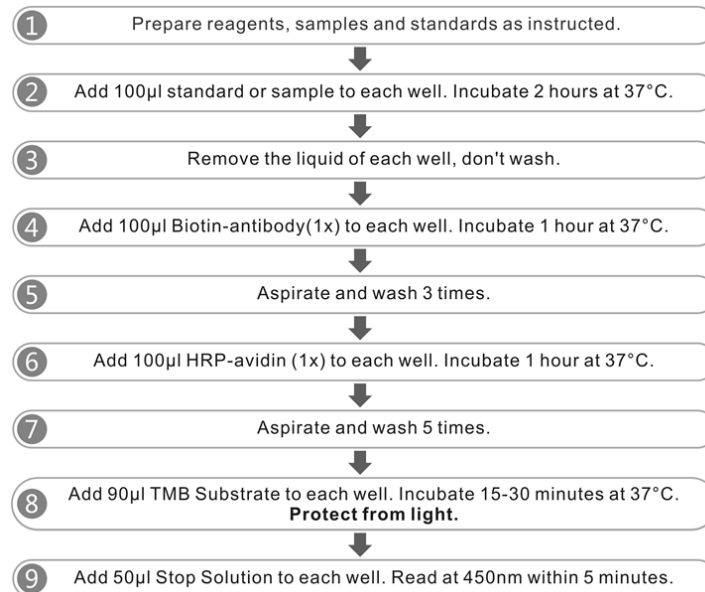 1 Prepare reagents, samples and standards as instructed.
2 Add 100μl standard or sample to each well. Incubate 2 hours at 37°C.
3 Remove the liquid of each well, don't wash.
4 Add 100μl Biotin-antibody(1x) to each well. Incubate 1 hour at 37°C.
5 Aspirate and wash 3 times.
6 Add 100μl HRP-avidin (1x) to each well. Incubate 1 hour at 37°C.
7 Aspirate and wash 5 times.
8 Add 90μl TMB Substrate to each well. Incubate 15-30 minutes at 37°C.
Protect from light.
9 Add 50μl Stop Solution to each well. Read at 450nm within 5 minutes.